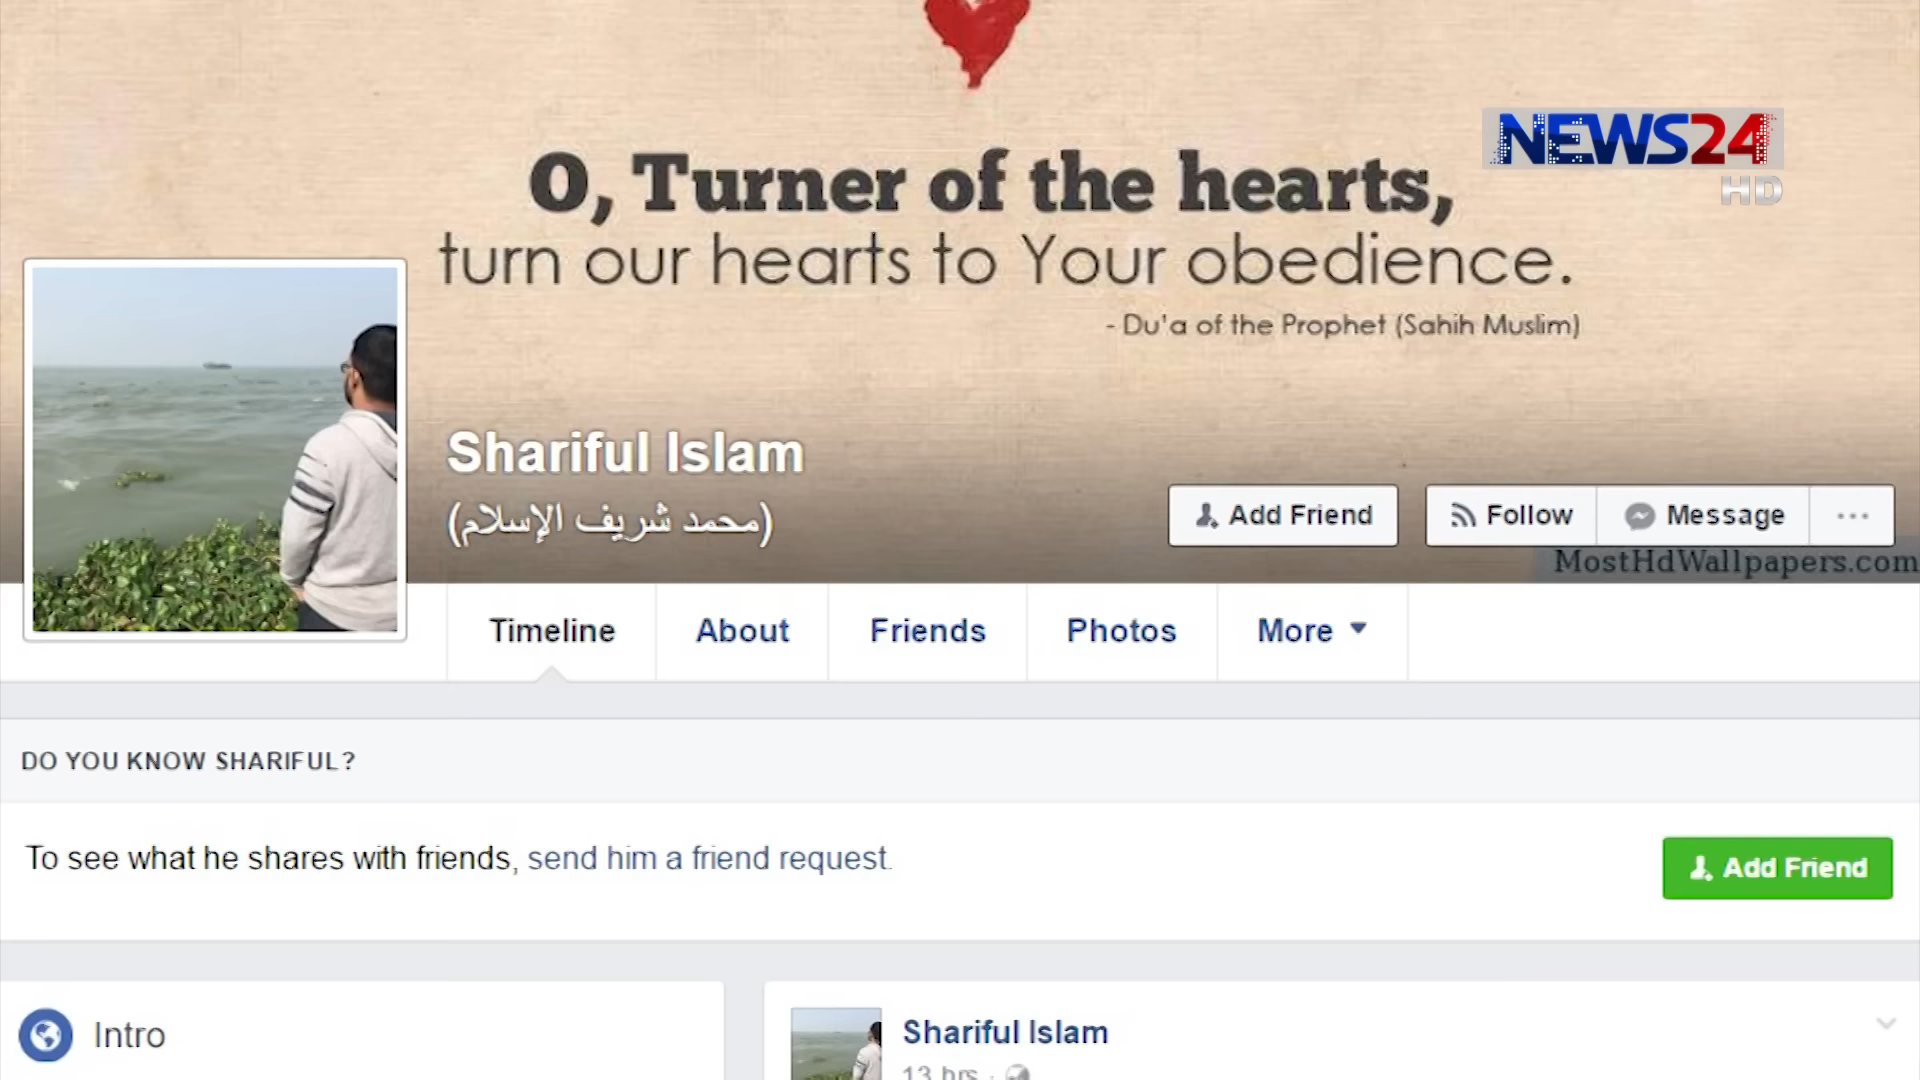 NEWS24
HD
O, Turner of the hearts,
turn our hearts to Your obedience.
- Du'a of the Prophet (Sahih Muslim)
Shariful Islam
(محمد شريف الإسلام)
Add Friend
Follow
Message
MostHdWallpapers.com
Timeline
About
Friends
Photos
More
DO YOU KNOW SHARIFUL?
To see what he shares with friends, send him a friend request.
Add Friend
Intro
Shariful Islam
13 hrs ·